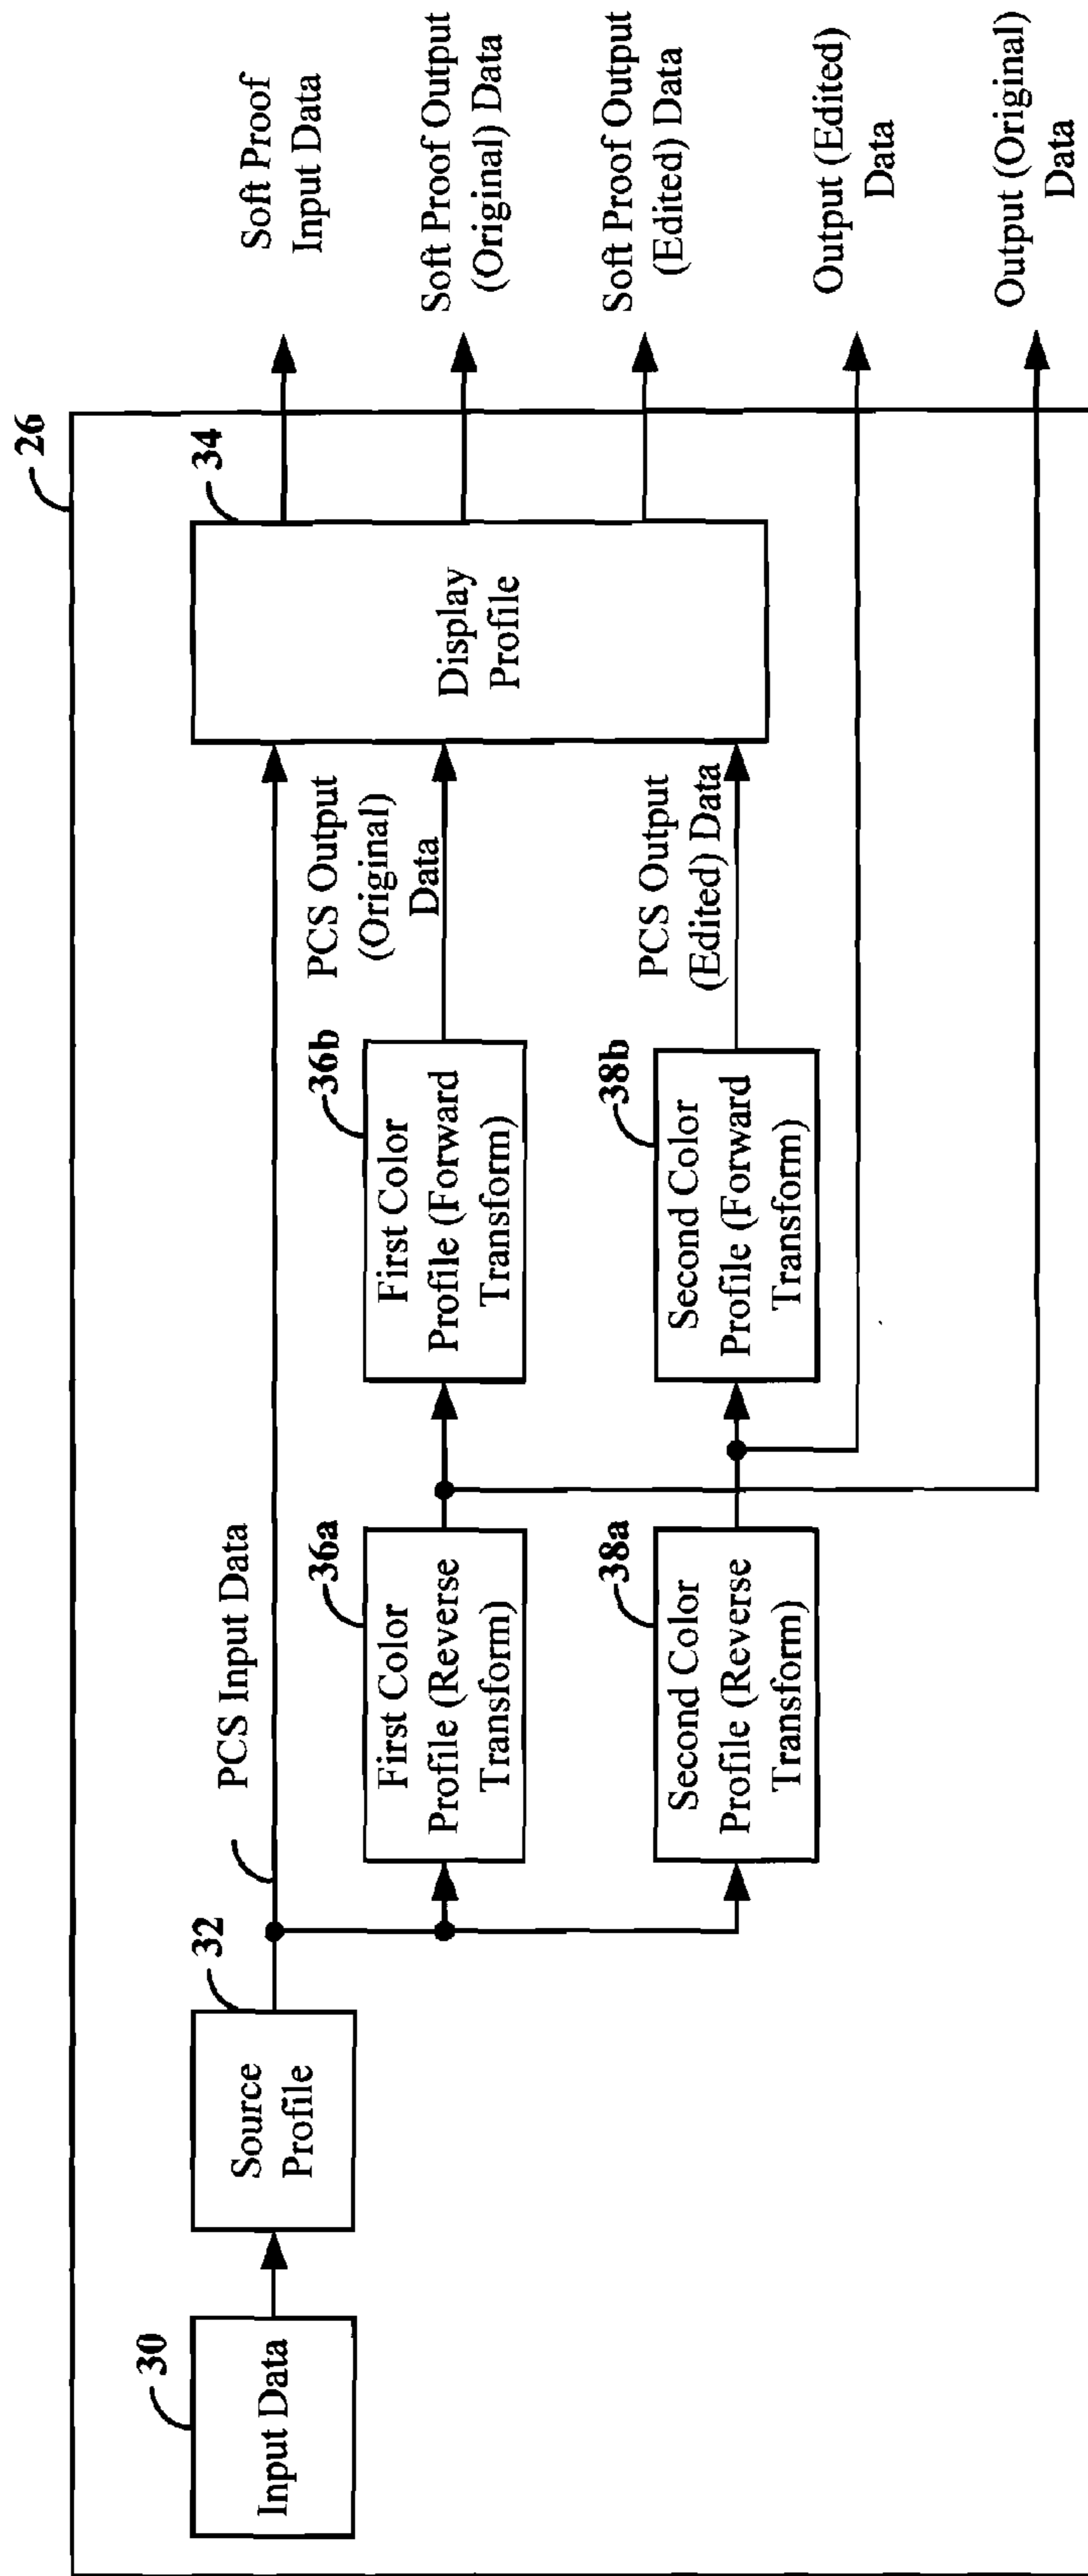 26
30
Input Data
32
Source
Profile
PCS Input Data
36a
First Color
Profile (Reverse
Transform)
38a
Second Color
Profile (Reverse
Transform)
36b
First Color
Profile (Forward
Transform)
38b
Second Color
Profile (Forward
Transform)
PCS Output
(Original)
Data
PCS Output
(Edited) Data
34
Display
Profile
Soft Proof
Input Data
Soft Proof Output
(Original) Data
Soft Proof Output
(Edited) Data
Output (Edited)
Data
Output (Original)
Data